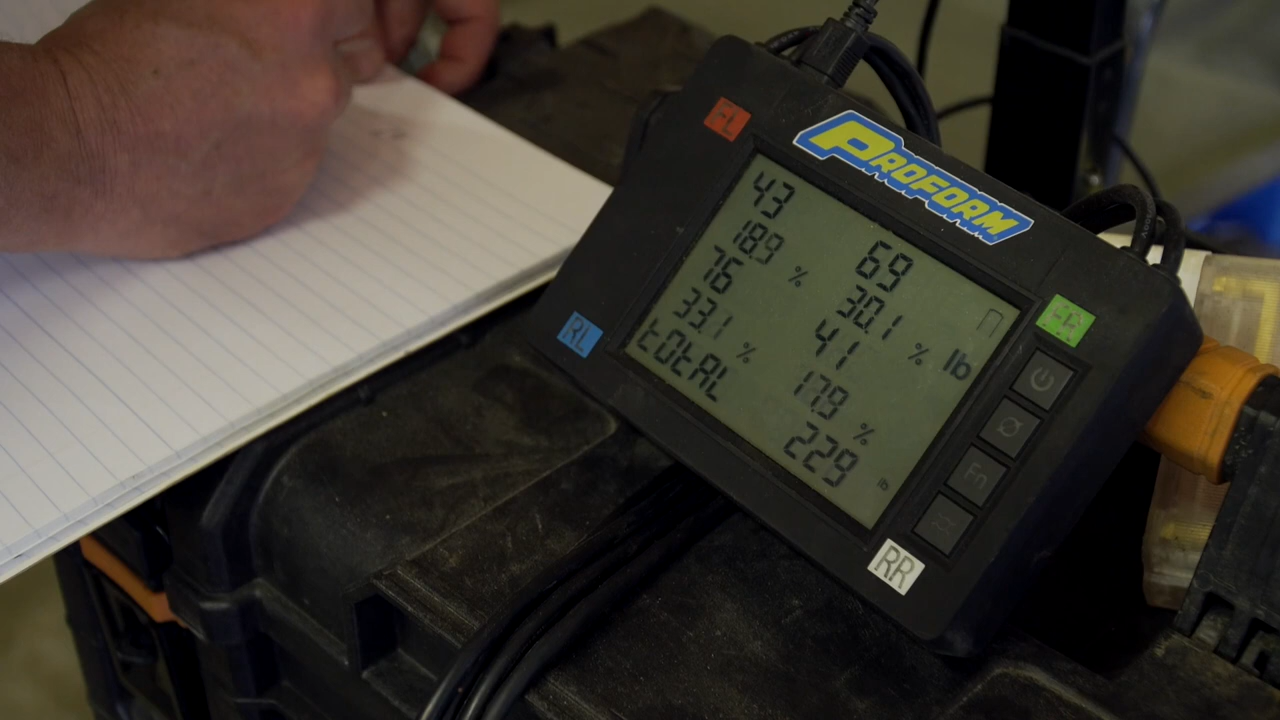 FL
PROFORM
43 69
18.9 % 30.1 % lb
76 41
33.1 % 17.9 %
tOtAL 229 lb
FR
RL
Fn
RR